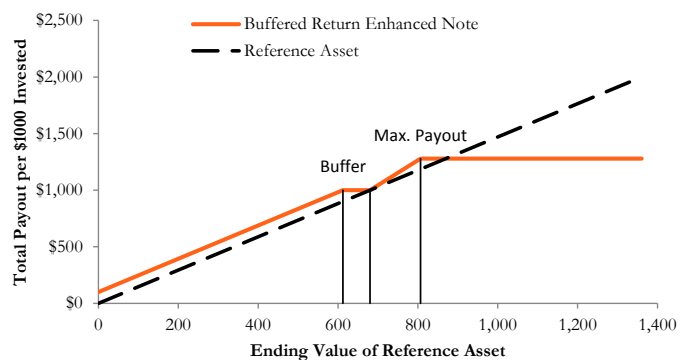 $2,500
$2,000
$1,500
$1,000
$500
$0
Total Payout per $1000 Invested
Buffered Return Enhanced Note
Reference Asset
Max. Payout
Buffer
0 200 400 600 800 1,000 1,200 1,400
Ending Value of Reference Asset